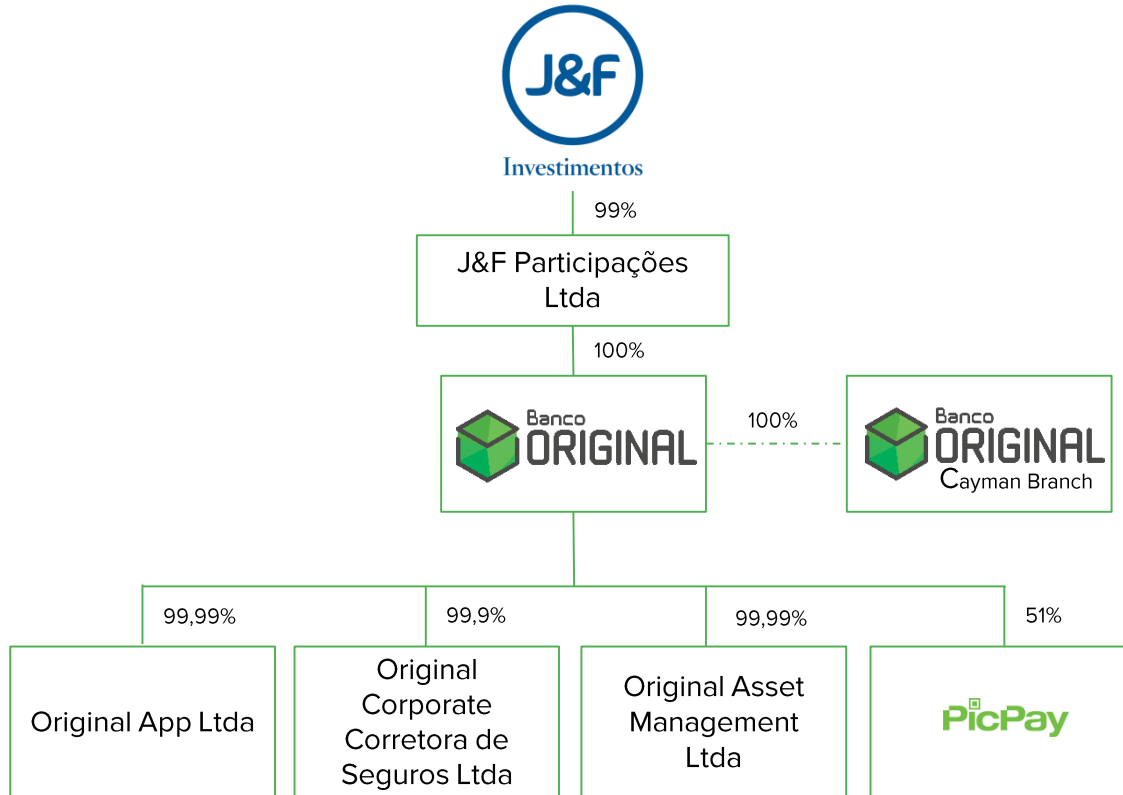 J&F
Investimentos
99%
J&F Participações
Ltda
100%
Banco
ORIGINAL
100%
Banco
ORIGINAL
Cayman Branch
99,99%
99,9%
99,99%
51%
Original App Ltda
Original
Corporate
Corretora de
Seguros Ltda
Original Asset
Management
Ltda
PicPay